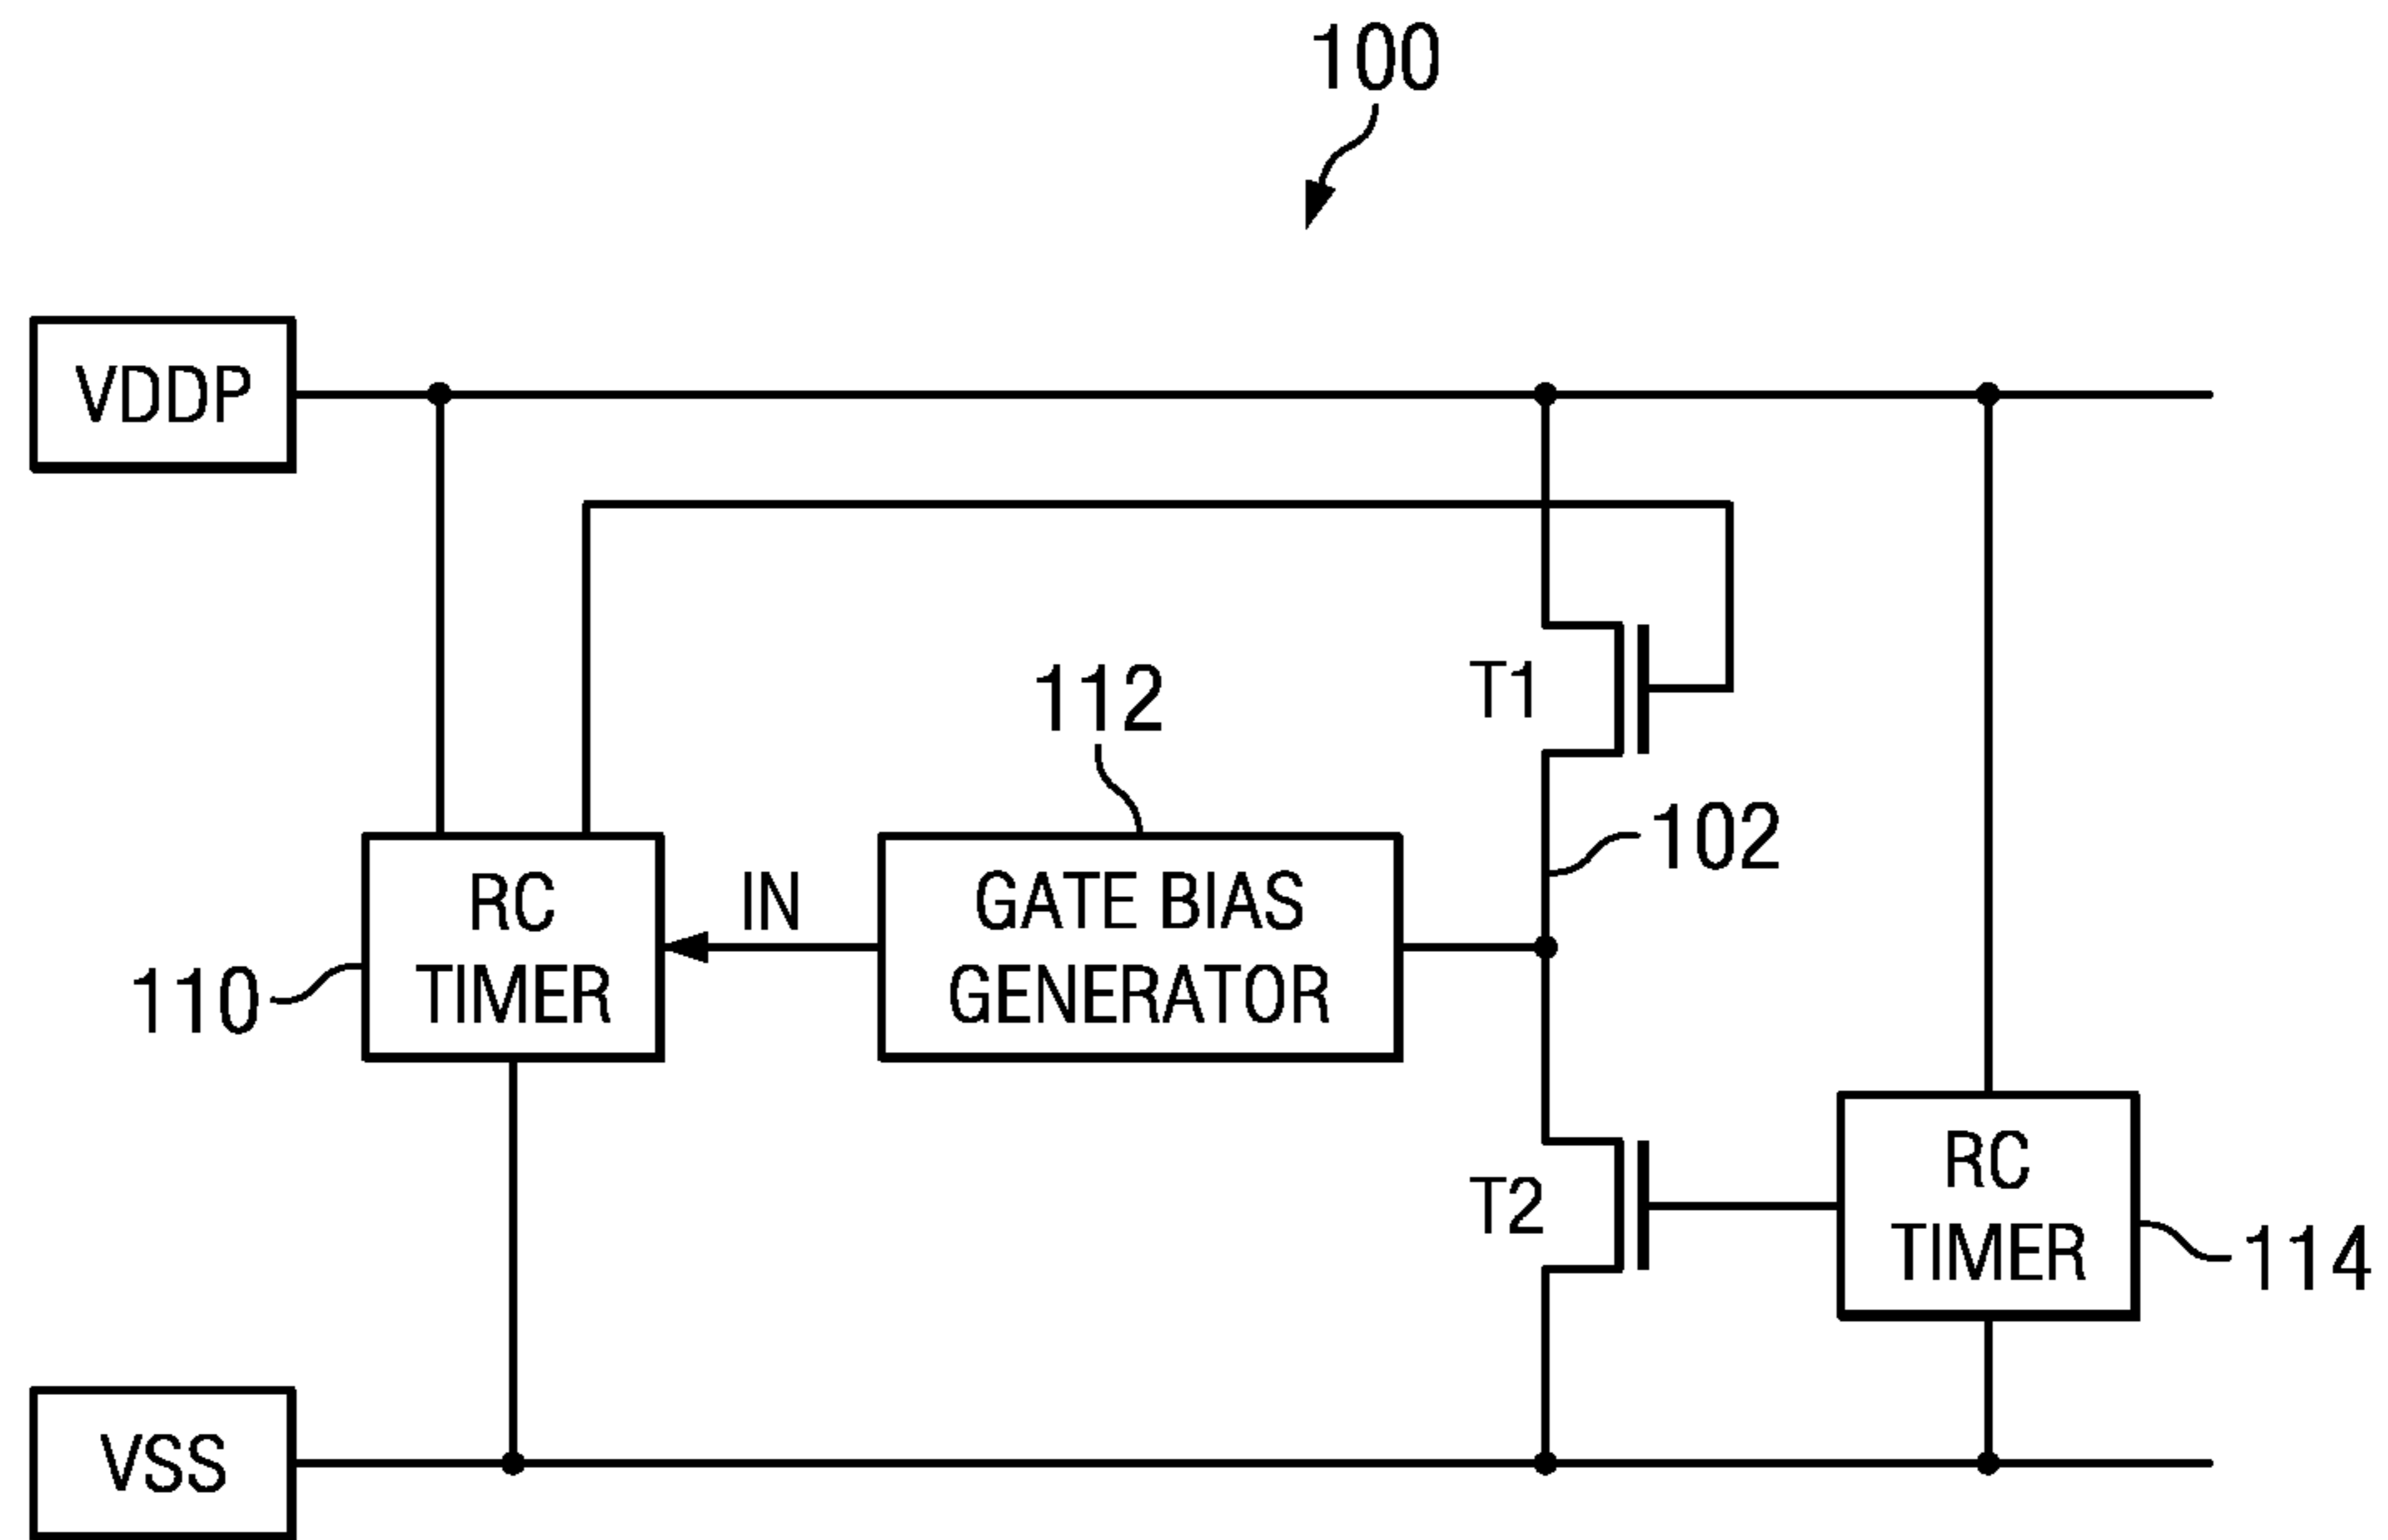 100
VDDP
T1
112
102
RC
TIMER
IN
GATE BIAS
GENERATOR
110
T2
RC
TIMER
114
VSS